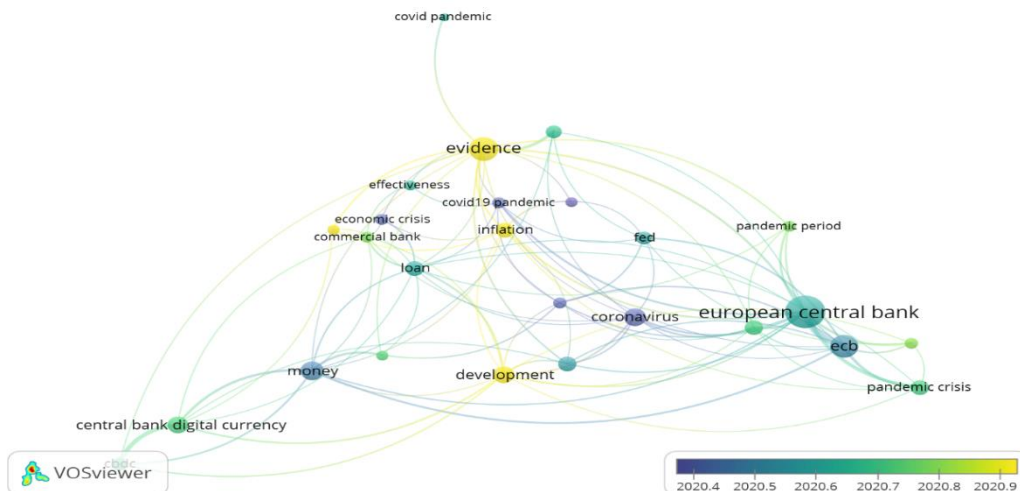 covid pandemic
evidence
effectiveness
covid19 pandemic
economic crisis
commercial bank
inflation
fed
pandemic period
loan
european central bank
coronavirus
ecb
money
development
pandemic crisis
central bank digital currency
cbdc
VOSviewer
2020.4 2020.5 2020.6 2020.7 2020.8 2020.9